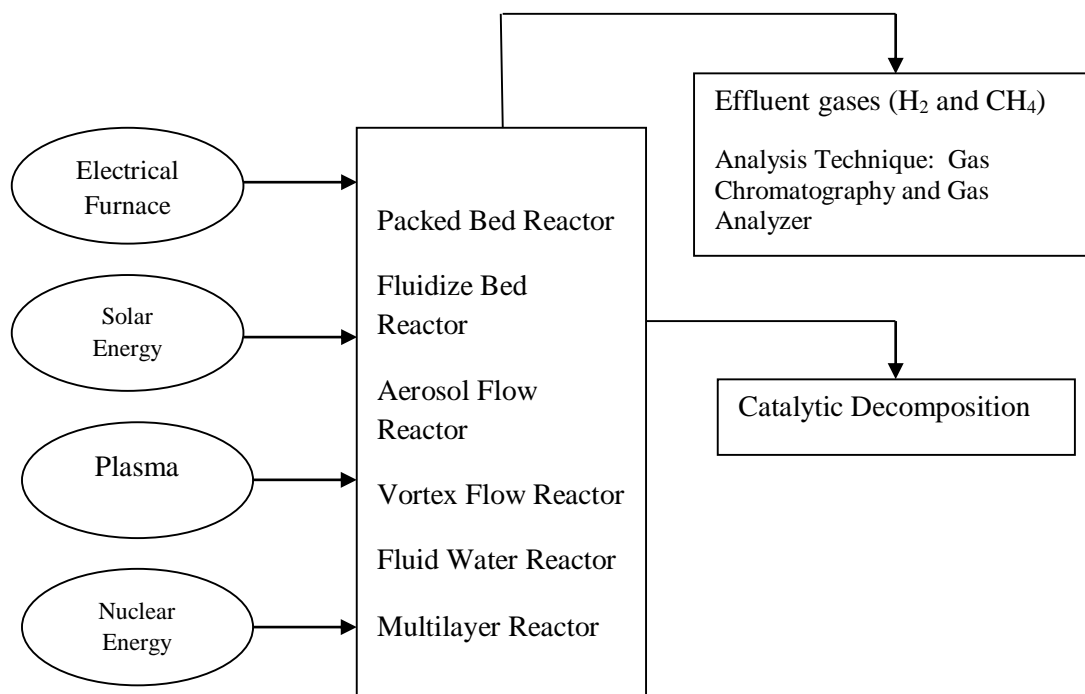 Electrical
Furnace
Solar
Energy
Plasma
Nuclear
Energy
Packed Bed Reactor
Fluidize Bed
Reactor
Aerosol Flow
Reactor
Vortex Flow Reactor
Fluid Water Reactor
Multilayer Reactor
Effluent gases (H₂ and CH₄)
Analysis Technique: Gas
Chromatography and Gas
Analyzer
Catalytic Decomposition